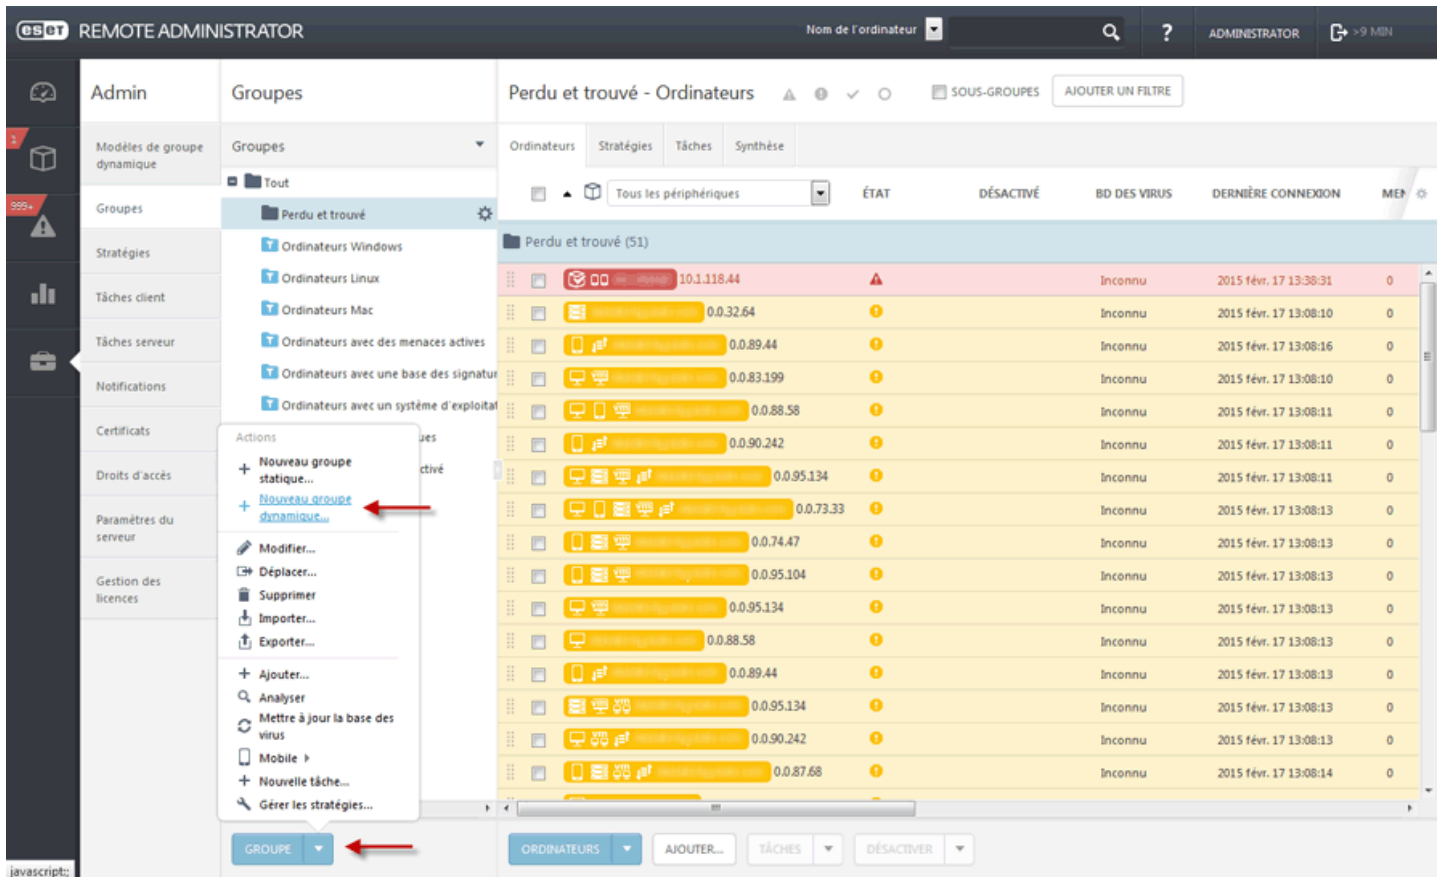 eset REMOTE ADMINISTRATOR
Nom de l'ordinateur
?
ADMINISTRATOR
>9 MIN
1
999+
Admin
Modèles de groupe
dynamique
Groupes
Stratégies
Tâches client
Tâches serveur
Notifications
Certificats
Droits d'accès
Paramètres du
serveur
Gestion des
licences
Groupes
Groupes
Tout
Perdu et trouvé
Ordinateurs Windows
Ordinateurs Linux
Ordinateurs Mac
Ordinateurs avec des menaces actives
Ordinateurs avec une base des signatur
Ordinateurs avec un système d'exploitat
ues
ctivé
Actions
Nouveau groupe
statique...
Nouveau groupe
dynamique...
Modifier...
Déplacer...
Supprimer
Importer...
Exporter...
Ajouter...
Analyser
Mettre à jour la base des
virus
Mobile
Nouvelle tâche...
Gérer les stratégies...
GROUPE
Perdu et trouvé - Ordinateurs
SOUS-GROUPES
AJOUTER UN FILTRE
Ordinateurs Stratégies Tâches Synthèse
Tous les périphériques ÉTAT DÉSACTIVÉ BD DES VIRUS DERNIÈRE CONNEXION MEN
Perdu et trouvé (51)
10.1.118.44 Inconnu 2015 févr. 17 13:38:31 0
0.0.32.64 Inconnu 2015 févr. 17 13:08:10 0
0.0.89.44 Inconnu 2015 févr. 17 13:08:16 0
0.0.83.199 Inconnu 2015 févr. 17 13:08:10 0
0.0.88.58 Inconnu 2015 févr. 17 13:08:11 0
0.0.90.242 Inconnu 2015 févr. 17 13:08:11 0
0.0.95.134 Inconnu 2015 févr. 17 13:08:11 0
0.0.73.33 Inconnu 2015 févr. 17 13:08:13 0
0.0.74.47 Inconnu 2015 févr. 17 13:08:13 0
0.0.95.104 Inconnu 2015 févr. 17 13:08:13 0
0.0.95.134 Inconnu 2015 févr. 17 13:08:13 0
0.0.88.58 Inconnu 2015 févr. 17 13:08:13 0
0.0.89.44 Inconnu 2015 févr. 17 13:08:13 0
0.0.95.134 Inconnu 2015 févr. 17 13:08:13 0
0.0.90.242 Inconnu 2015 févr. 17 13:08:13 0
0.0.87.68 Inconnu 2015 févr. 17 13:08:14 0
ORDINATEURS
AJOUTER...
TÂCHES
DÉSACTIVER
javascript:;